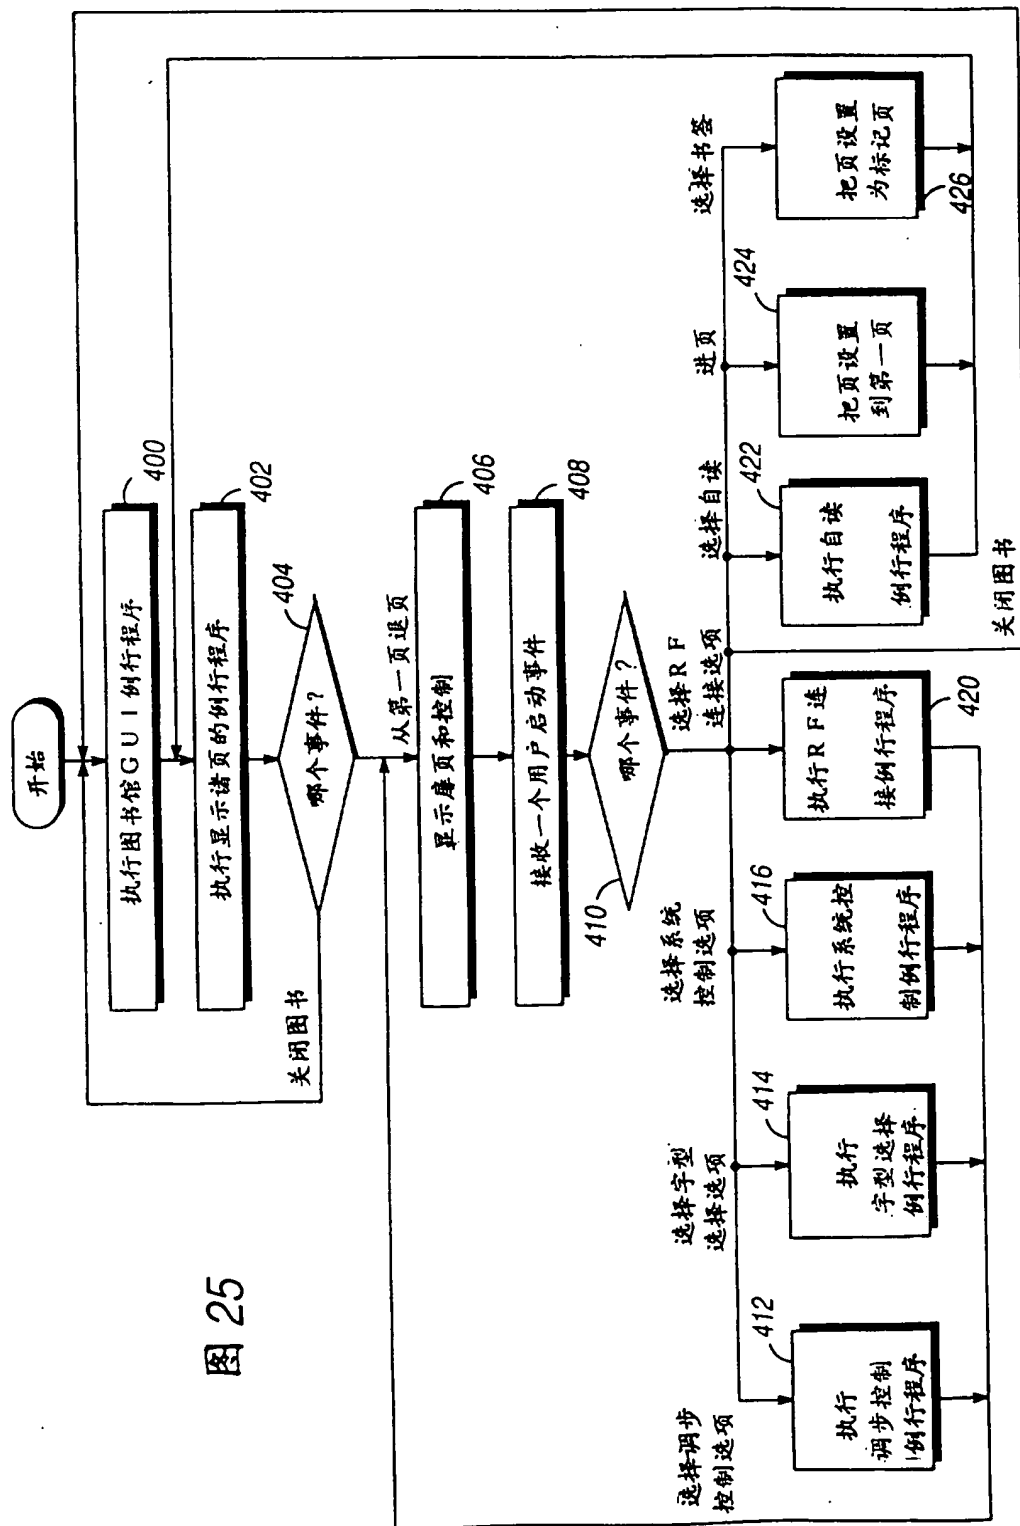 开始
执行图书馆GUI例行程序
400
执行显示诸页的例行程序
402
哪个事件?
404
关闭图书
从第一页退页
显示扉页和控制
406
接收一个用户启动事件
408
哪个事件?
410
选择调步
控制选项
选择字型
选择选项
选择系统
控制选项
选择RF
连接选项
选择自读
进页
选择书签
执行
调步控制
例行程序
412
执行
字型选择
例行程序
414
执行系统控
制例行程序
416
执行RF连
接例行程序
420
关闭图书
执行自读
例行程序
422
把页设置
到第一页
424
把页设置
为标记页
426
图 25